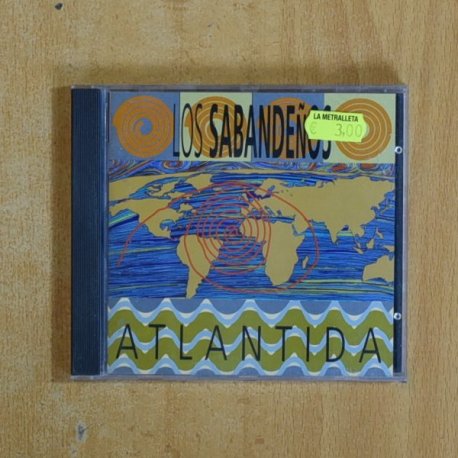 LOS SABANDEÑOS
LA METRALLETA
€ 3,00
ATLANTIDA